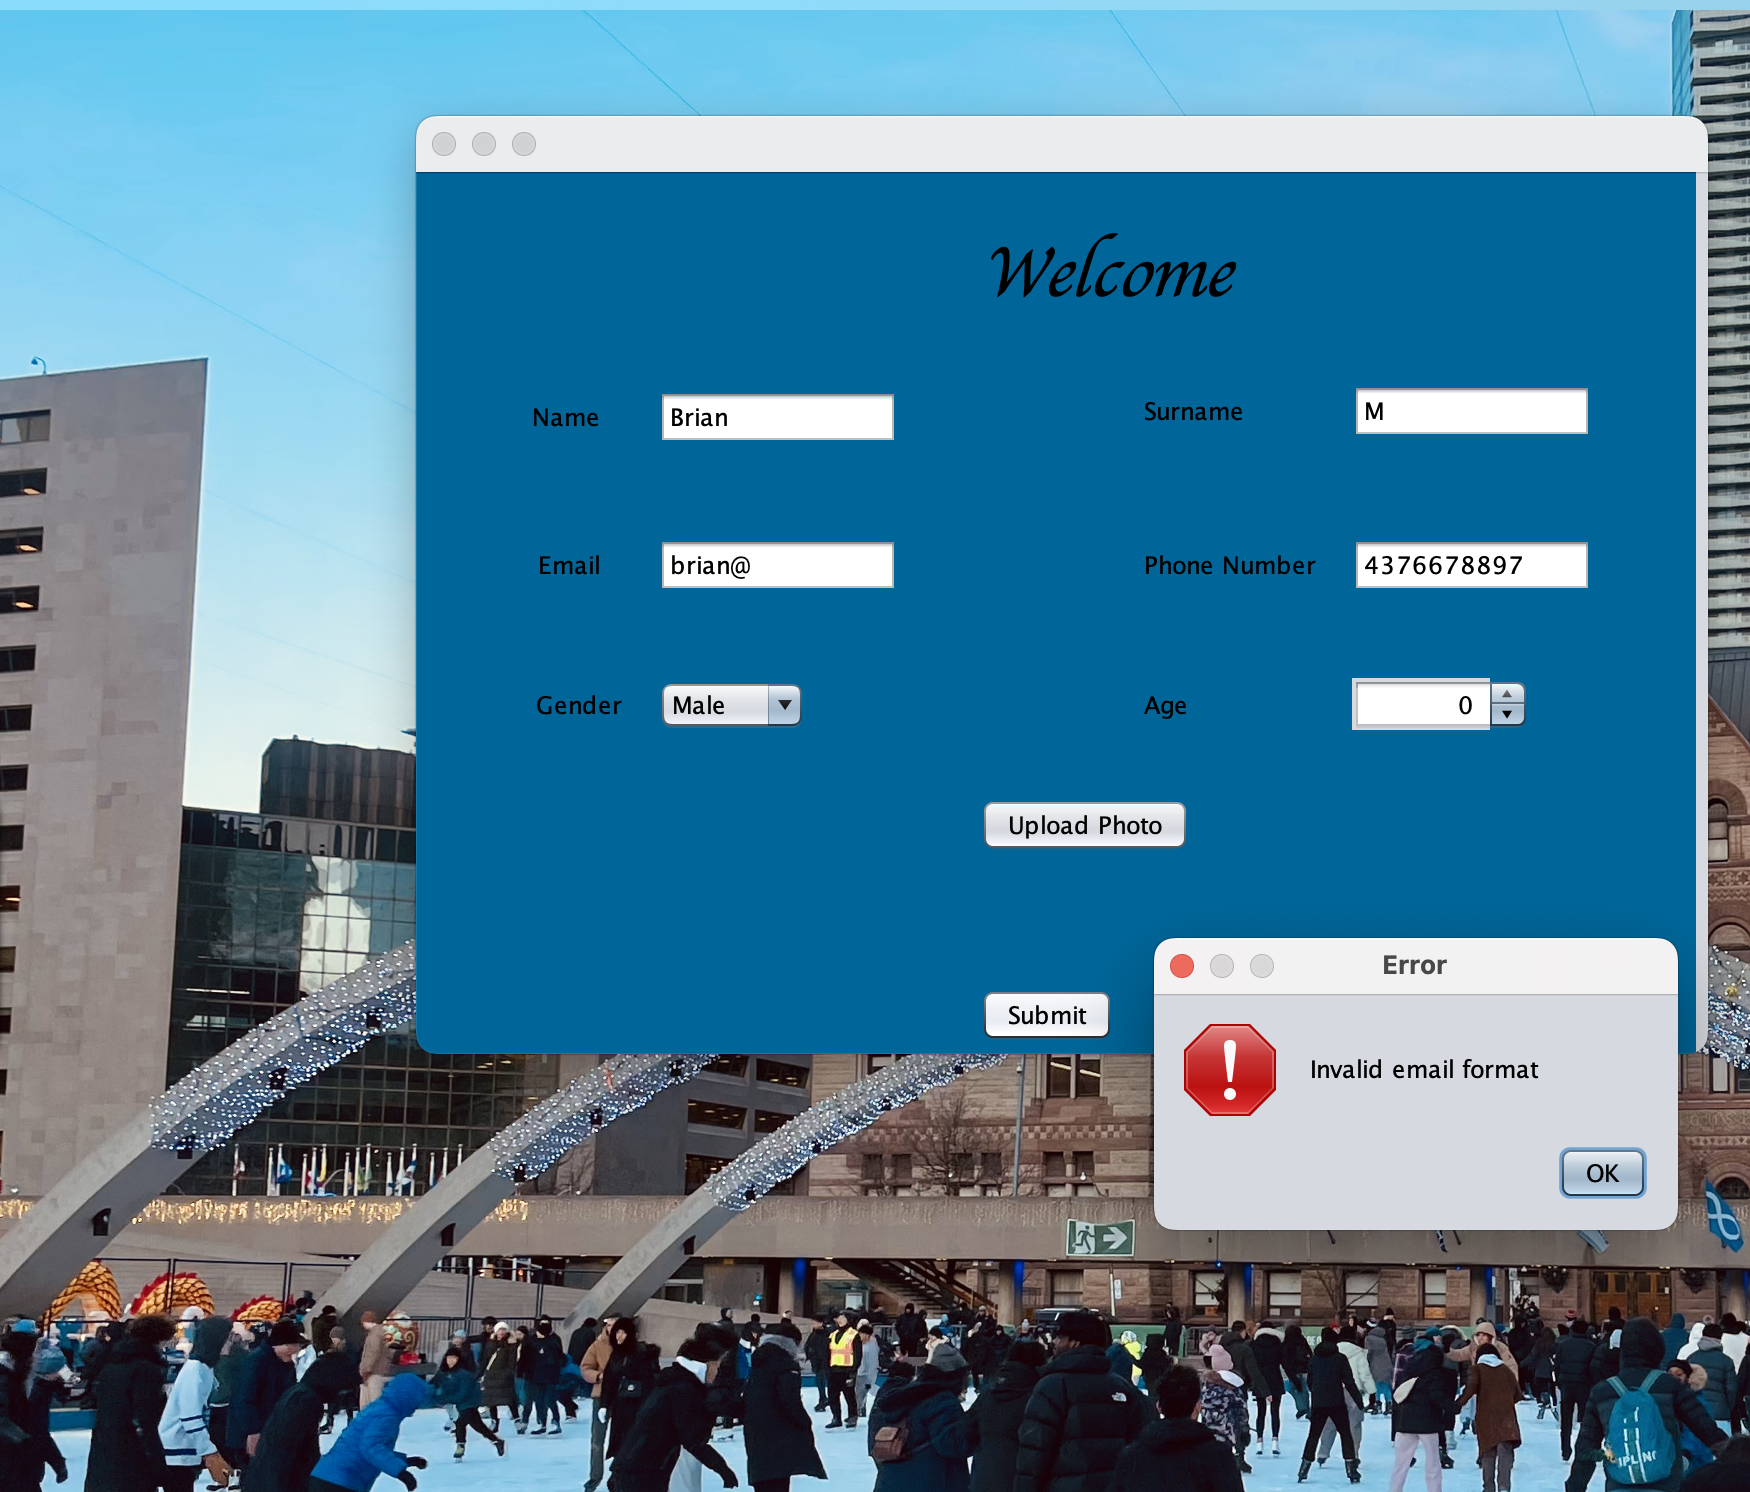 Welcome
Name Brian Surname M
Email brian@ Phone Number 4376678897
Gender Male Age 0
Upload Photo
Submit
Error
Invalid email format
OK